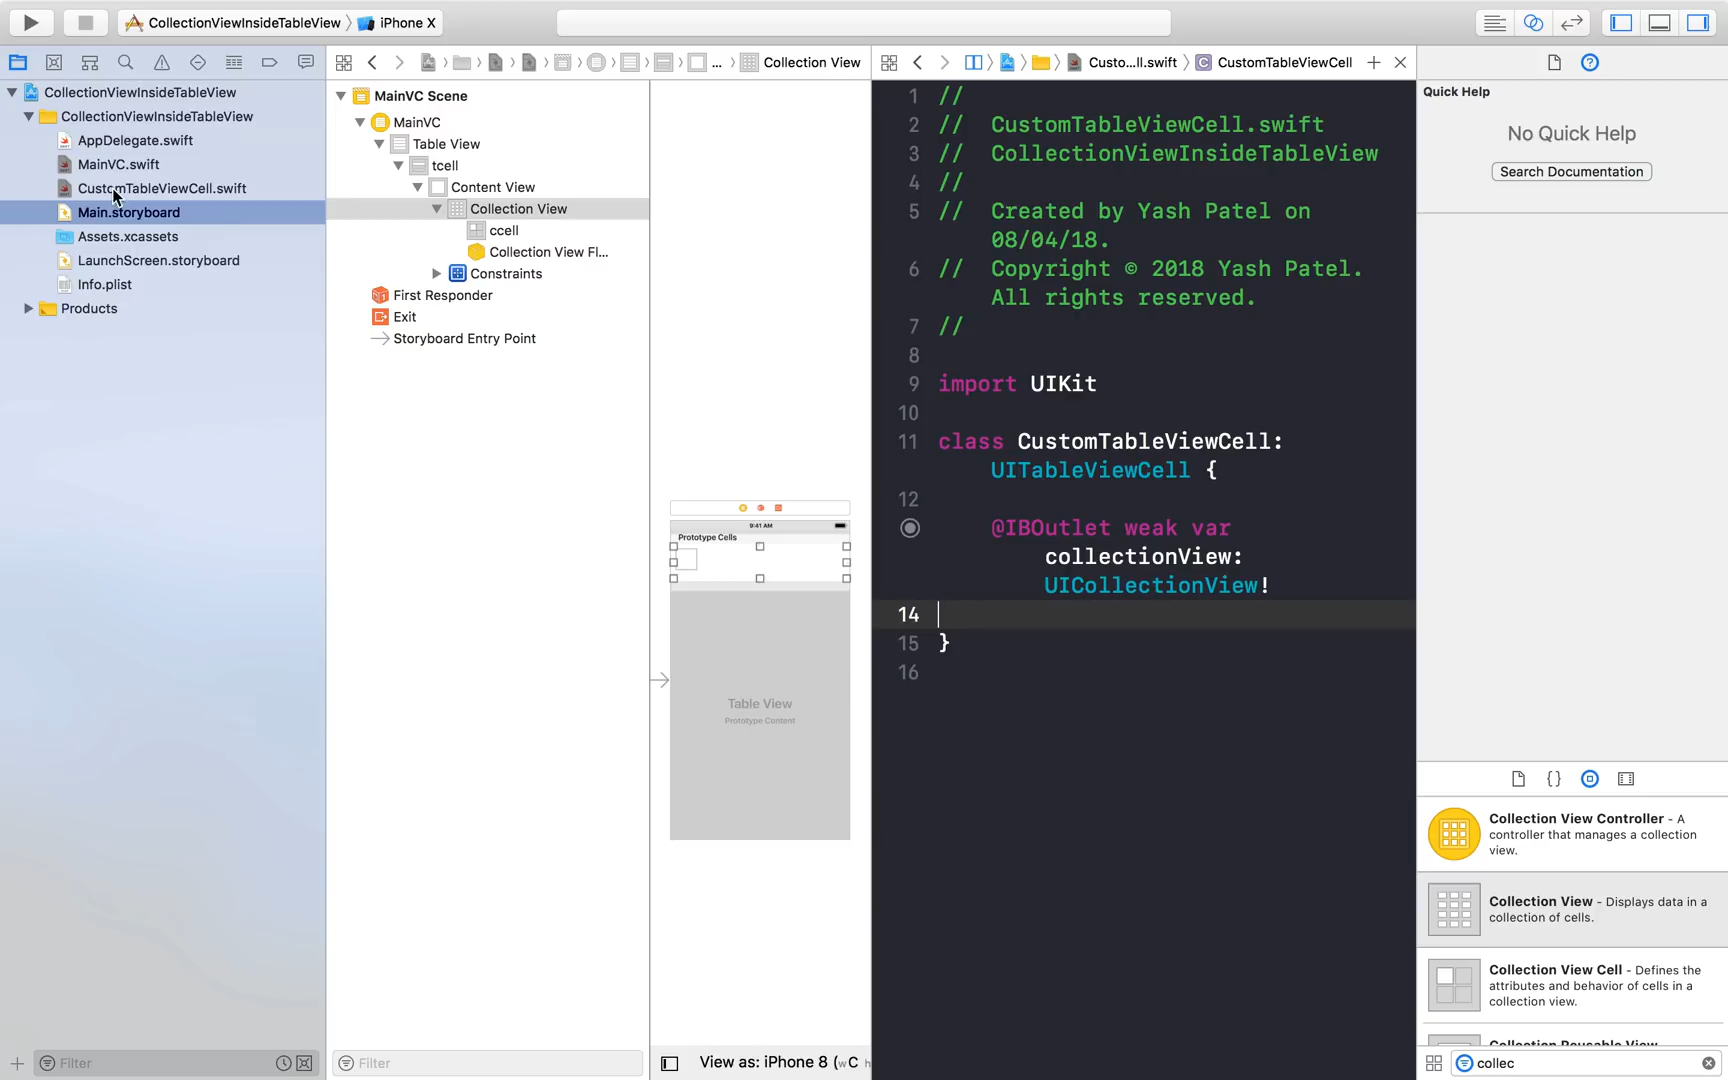 CollectionViewInsideTableView
iPhone X
... Collection View
Custo...ll.swift
CustomTableViewCell
CollectionViewInsideTableView
CollectionViewInsideTableView
AppDelegate.swift
MainVC.swift
CustomTableViewCell.swift
Main.storyboard
Assets.xcassets
LaunchScreen.storyboard
Info.plist
Products
Filter
MainVC Scene
MainVC
Table View
tcell
Content View
Collection View
ccell
Collection View Fl...
Constraints
First Responder
Exit
Storyboard Entry Point
Filter
9:41 AM
Prototype Cells
Table View
Prototype Content
View as: iPhone 8 (wC h
1 //
2 // CustomTableViewCell.swift
3 // CollectionViewInsideTableView
4 //
5 // Created by Yash Patel on
08/04/18.
6 // Copyright © 2018 Yash Patel.
All rights reserved.
7 //
8
9 import UIKit
10
11 class CustomTableViewCell:
UITableViewCell {
12
@IBOutlet weak var
collectionView:
UICollectionView!
14
15 }
16
Quick Help
No Quick Help
Search Documentation
Collection View Controller - A
controller that manages a collection
view.
Collection View - Displays data in a
collection of cells.
Collection View Cell - Defines the
attributes and behavior of cells in a
collection view.
Collection Reusable View
collec